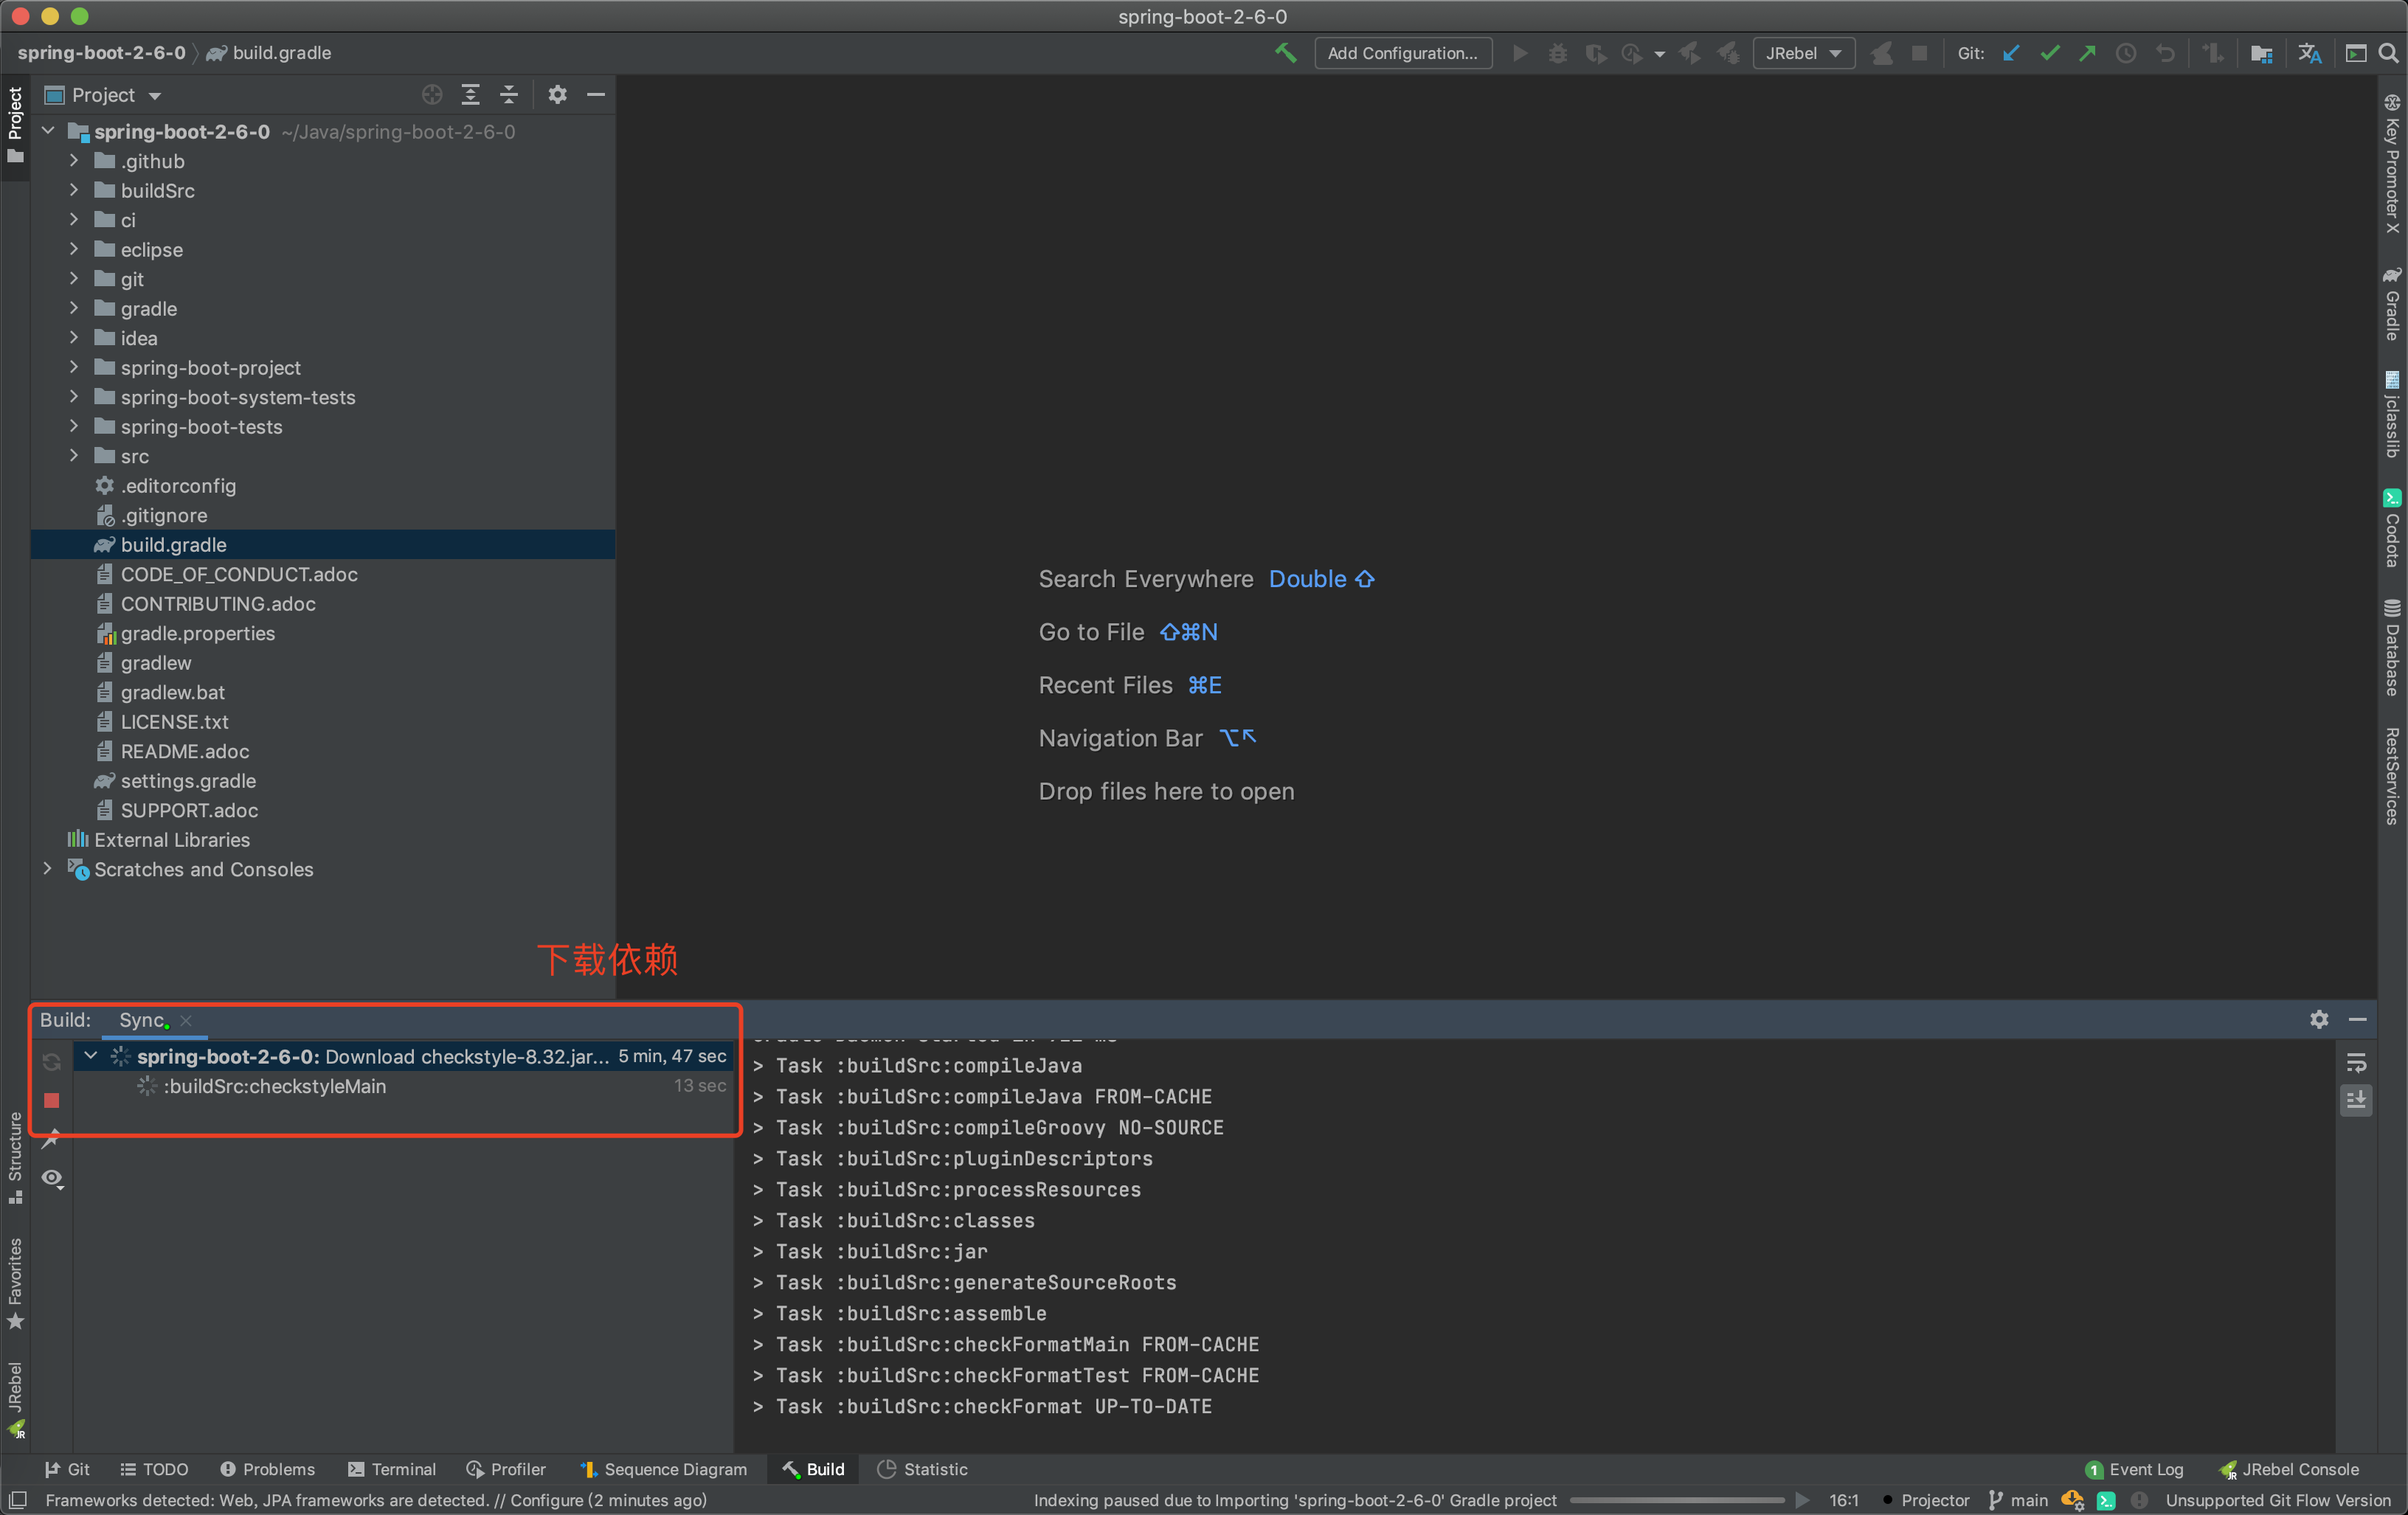 spring-boot-2-6-0
spring-boot-2-6-0 build.gradle
Add Configuration...
JRebel
Git:
Project
Project
spring-boot-2-6-0 ~/Java/spring-boot-2-6-0
.github
buildSrc
ci
eclipse
git
gradle
idea
spring-boot-project
spring-boot-system-tests
spring-boot-tests
src
.editorconfig
.gitignore
build.gradle
CODE_OF_CONDUCT.adoc
CONTRIBUTING.adoc
gradle.properties
gradlew
gradlew.bat
LICENSE.txt
README.adoc
settings.gradle
SUPPORT.adoc
External Libraries
Scratches and Consoles
Search Everywhere Double ⇧
Go to File ⇧⌘N
Recent Files ⌘E
Navigation Bar ⌥↖
Drop files here to open
Key Promoter X
Gradle
jclasslib
Codota
Database
RestServices
下载依赖
Build: Sync
spring-boot-2-6-0: Download checkstyle-8.32.jar... 5 min, 47 sec
:buildSrc:checkstyleMain 13 sec
> Task :buildSrc:compileJava
> Task :buildSrc:compileJava FROM-CACHE
> Task :buildSrc:compileGroovy NO-SOURCE
> Task :buildSrc:pluginDescriptors
> Task :buildSrc:processResources
> Task :buildSrc:classes
> Task :buildSrc:jar
> Task :buildSrc:generateSourceRoots
> Task :buildSrc:assemble
> Task :buildSrc:checkFormatMain FROM-CACHE
> Task :buildSrc:checkFormatTest FROM-CACHE
> Task :buildSrc:checkFormat UP-TO-DATE
Structure
Favorites
JRebel
Git TODO Problems Terminal Profiler Sequence Diagram Build Statistic 1 Event Log JRebel Console
Frameworks detected: Web, JPA frameworks are detected. // Configure (2 minutes ago) Indexing paused due to Importing 'spring-boot-2-6-0' Gradle project 16:1 Projector main Unsupported Git Flow Version